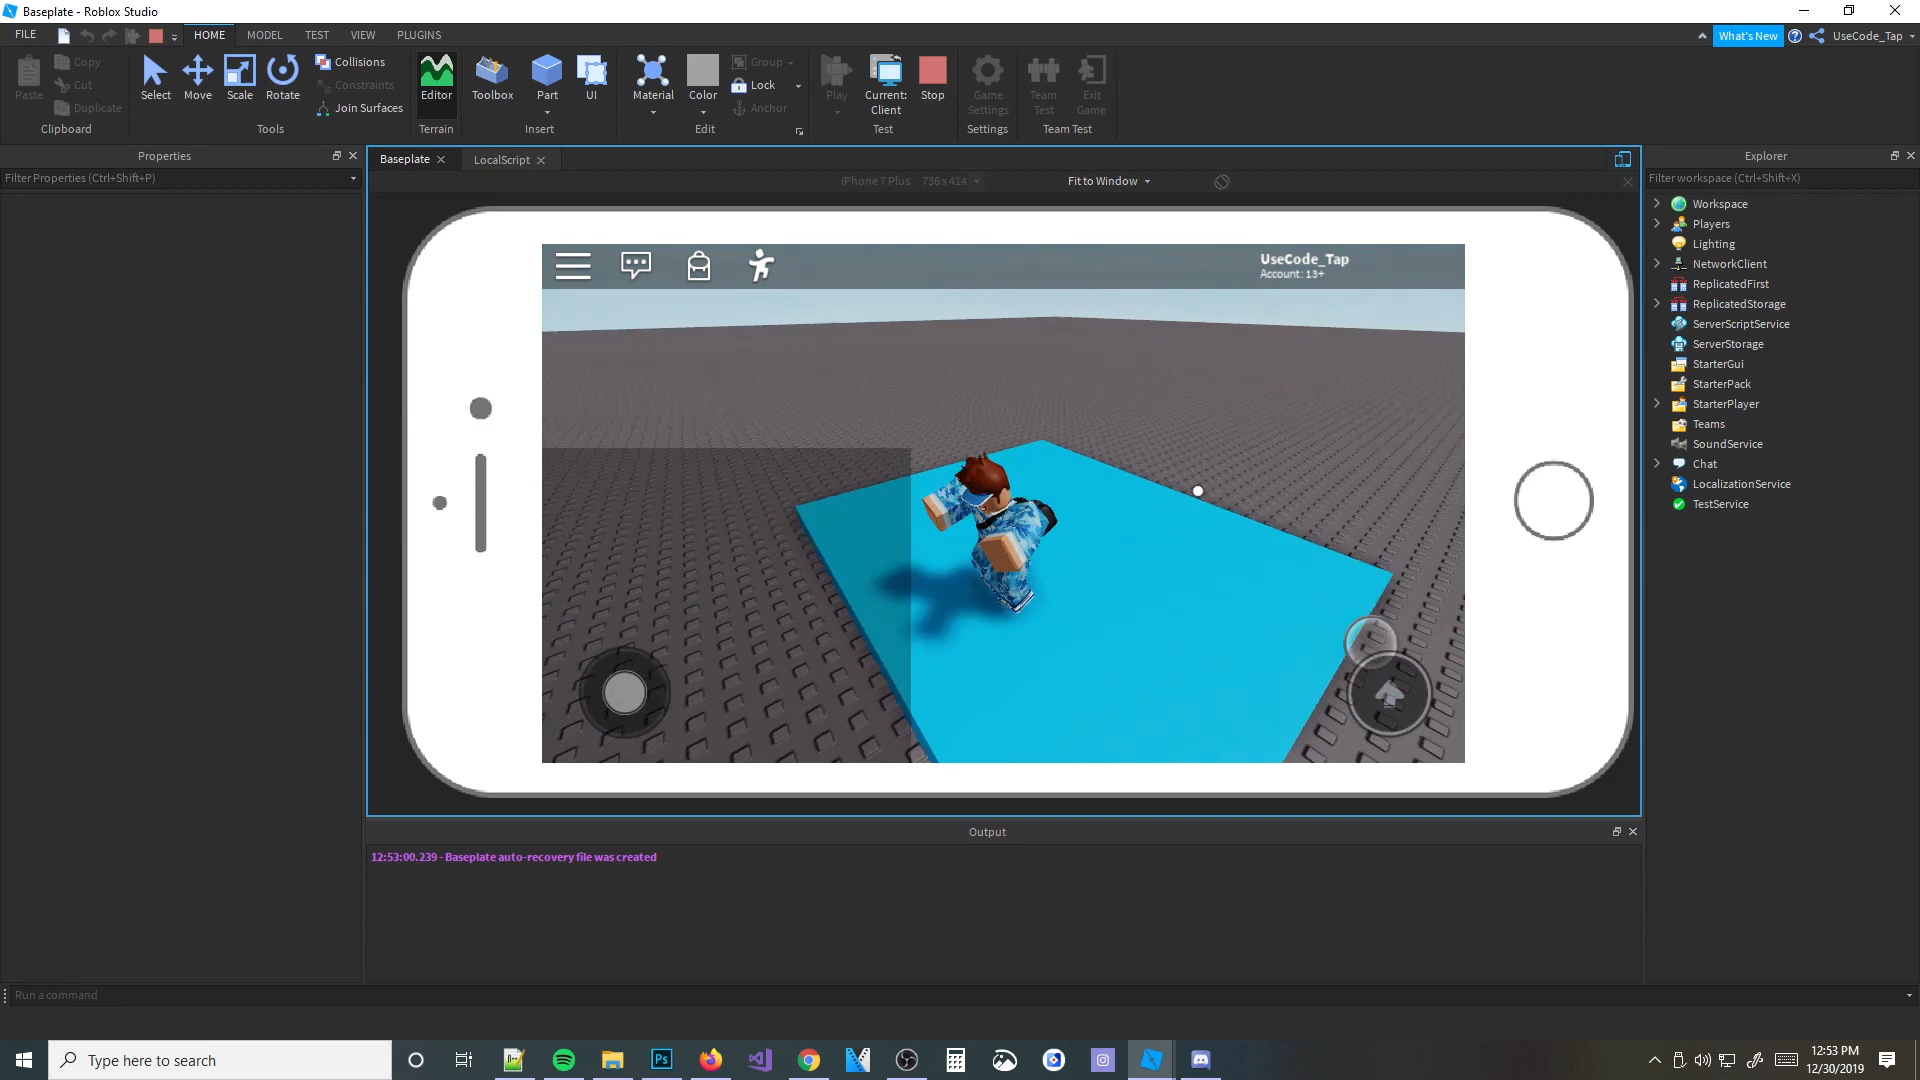 Baseplate - Roblox Studio
FILE HOME MODEL TEST VIEW PLUGINS What's New UseCode_Tap
Paste Copy Cut Duplicate Clipboard
Select Move Scale Rotate Collisions Constraints Join Surfaces Tools
Editor Terrain
Toolbox Part UI Insert
Material Color Group Lock Anchor Edit
Play Current: Client Stop Test
Game Settings Settings
Team Test Exit Game Team Test
Properties
Filter Properties (Ctrl+Shift+P)
Baseplate LocalScript
iPhone 7 Plus 736 x 414 Fit to Window
UseCode_Tap
Account: 13+
Explorer
Filter workspace (Ctrl+Shift+X)
Workspace
Players
Lighting
NetworkClient
ReplicatedFirst
ReplicatedStorage
ServerScriptService
ServerStorage
StarterGui
StarterPack
StarterPlayer
Teams
SoundService
Chat
LocalizationService
TestService
Output
12:53:00.239 - Baseplate auto-recovery file was created
Run a command
Type here to search
Ps
12:53 PM
12/30/2019